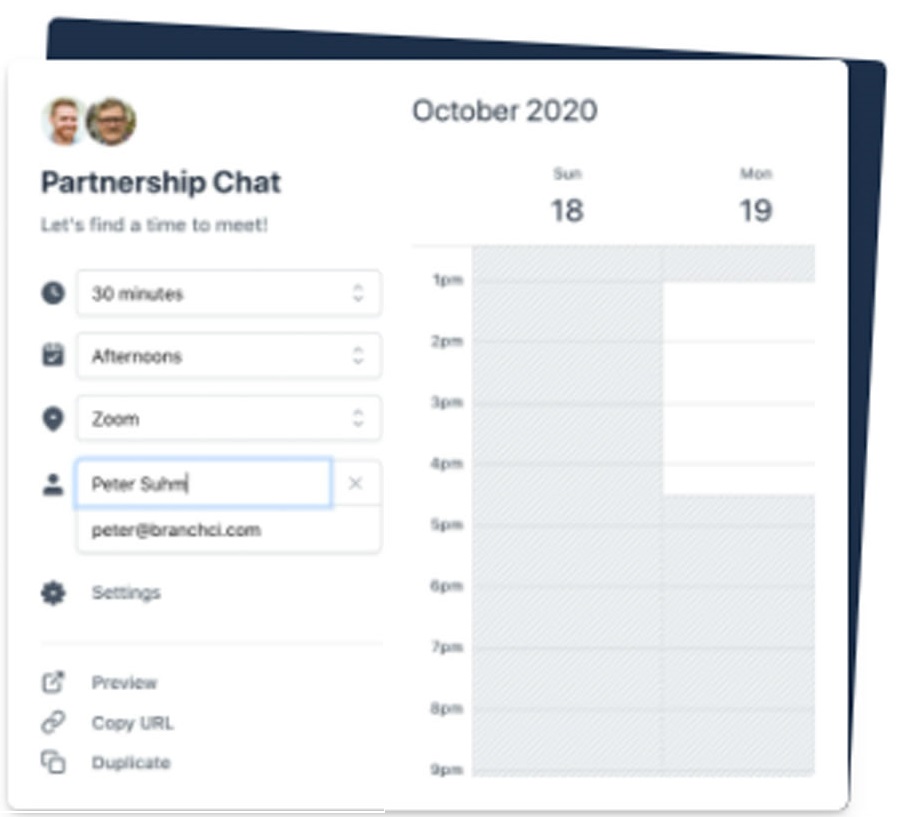 Partnership Chat
Let's find a time to meet!
30 minutes
Afternoons
Zoom
Peter Suhm
peter@branchci.com
Settings
Preview
Copy URL
Duplicate
October 2020
Sun Mon
18 19
1pm
2pm
3pm
4pm
5pm
6pm
7pm
8pm
9pm